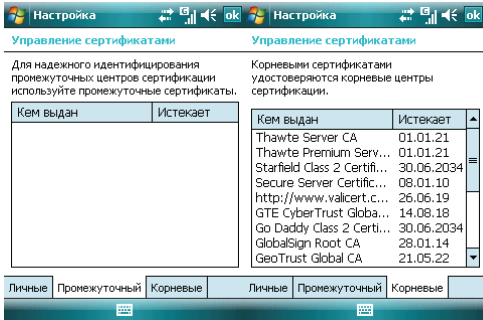 Настройка
ok
Управление сертификатами
Для надежного идентифицирования
промежуточных центров сертификации
используйте промежуточные сертификаты.
Кем выдан Истекает
Личные Промежуточный Корневые
Настройка
ok
Управление сертификатами
Корневыми сертификатами
удостоверяются корневые центры
сертификации.
Кем выдан Истекает
Thawte Server CA 01.01.21
Thawte Premium Serv... 01.01.21
Starfield Class 2 Certifi... 30.06.2034
Secure Server Certific... 08.01.10
http://www.valicert.c... 26.06.19
GTE CyberTrust Globa... 14.08.18
Go Daddy Class 2 Certi... 30.06.2034
GlobalSign Root CA 28.01.14
GeoTrust Global CA 21.05.22
Личные Промежуточный Корневые